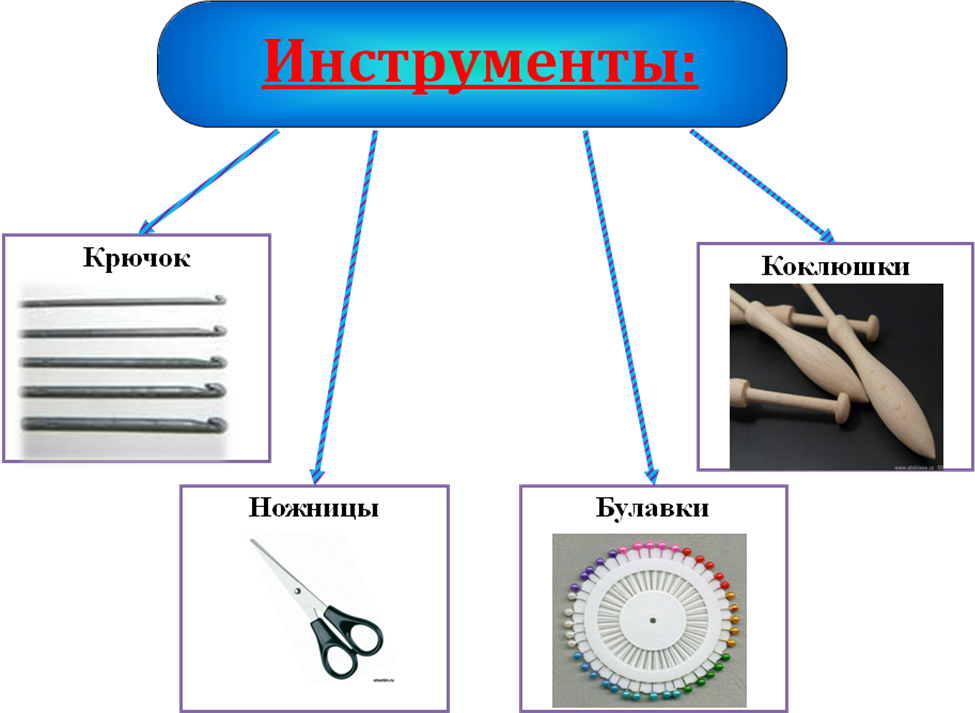 Инструменты:
Крючок
Коклюшки
Ножницы
Булавки